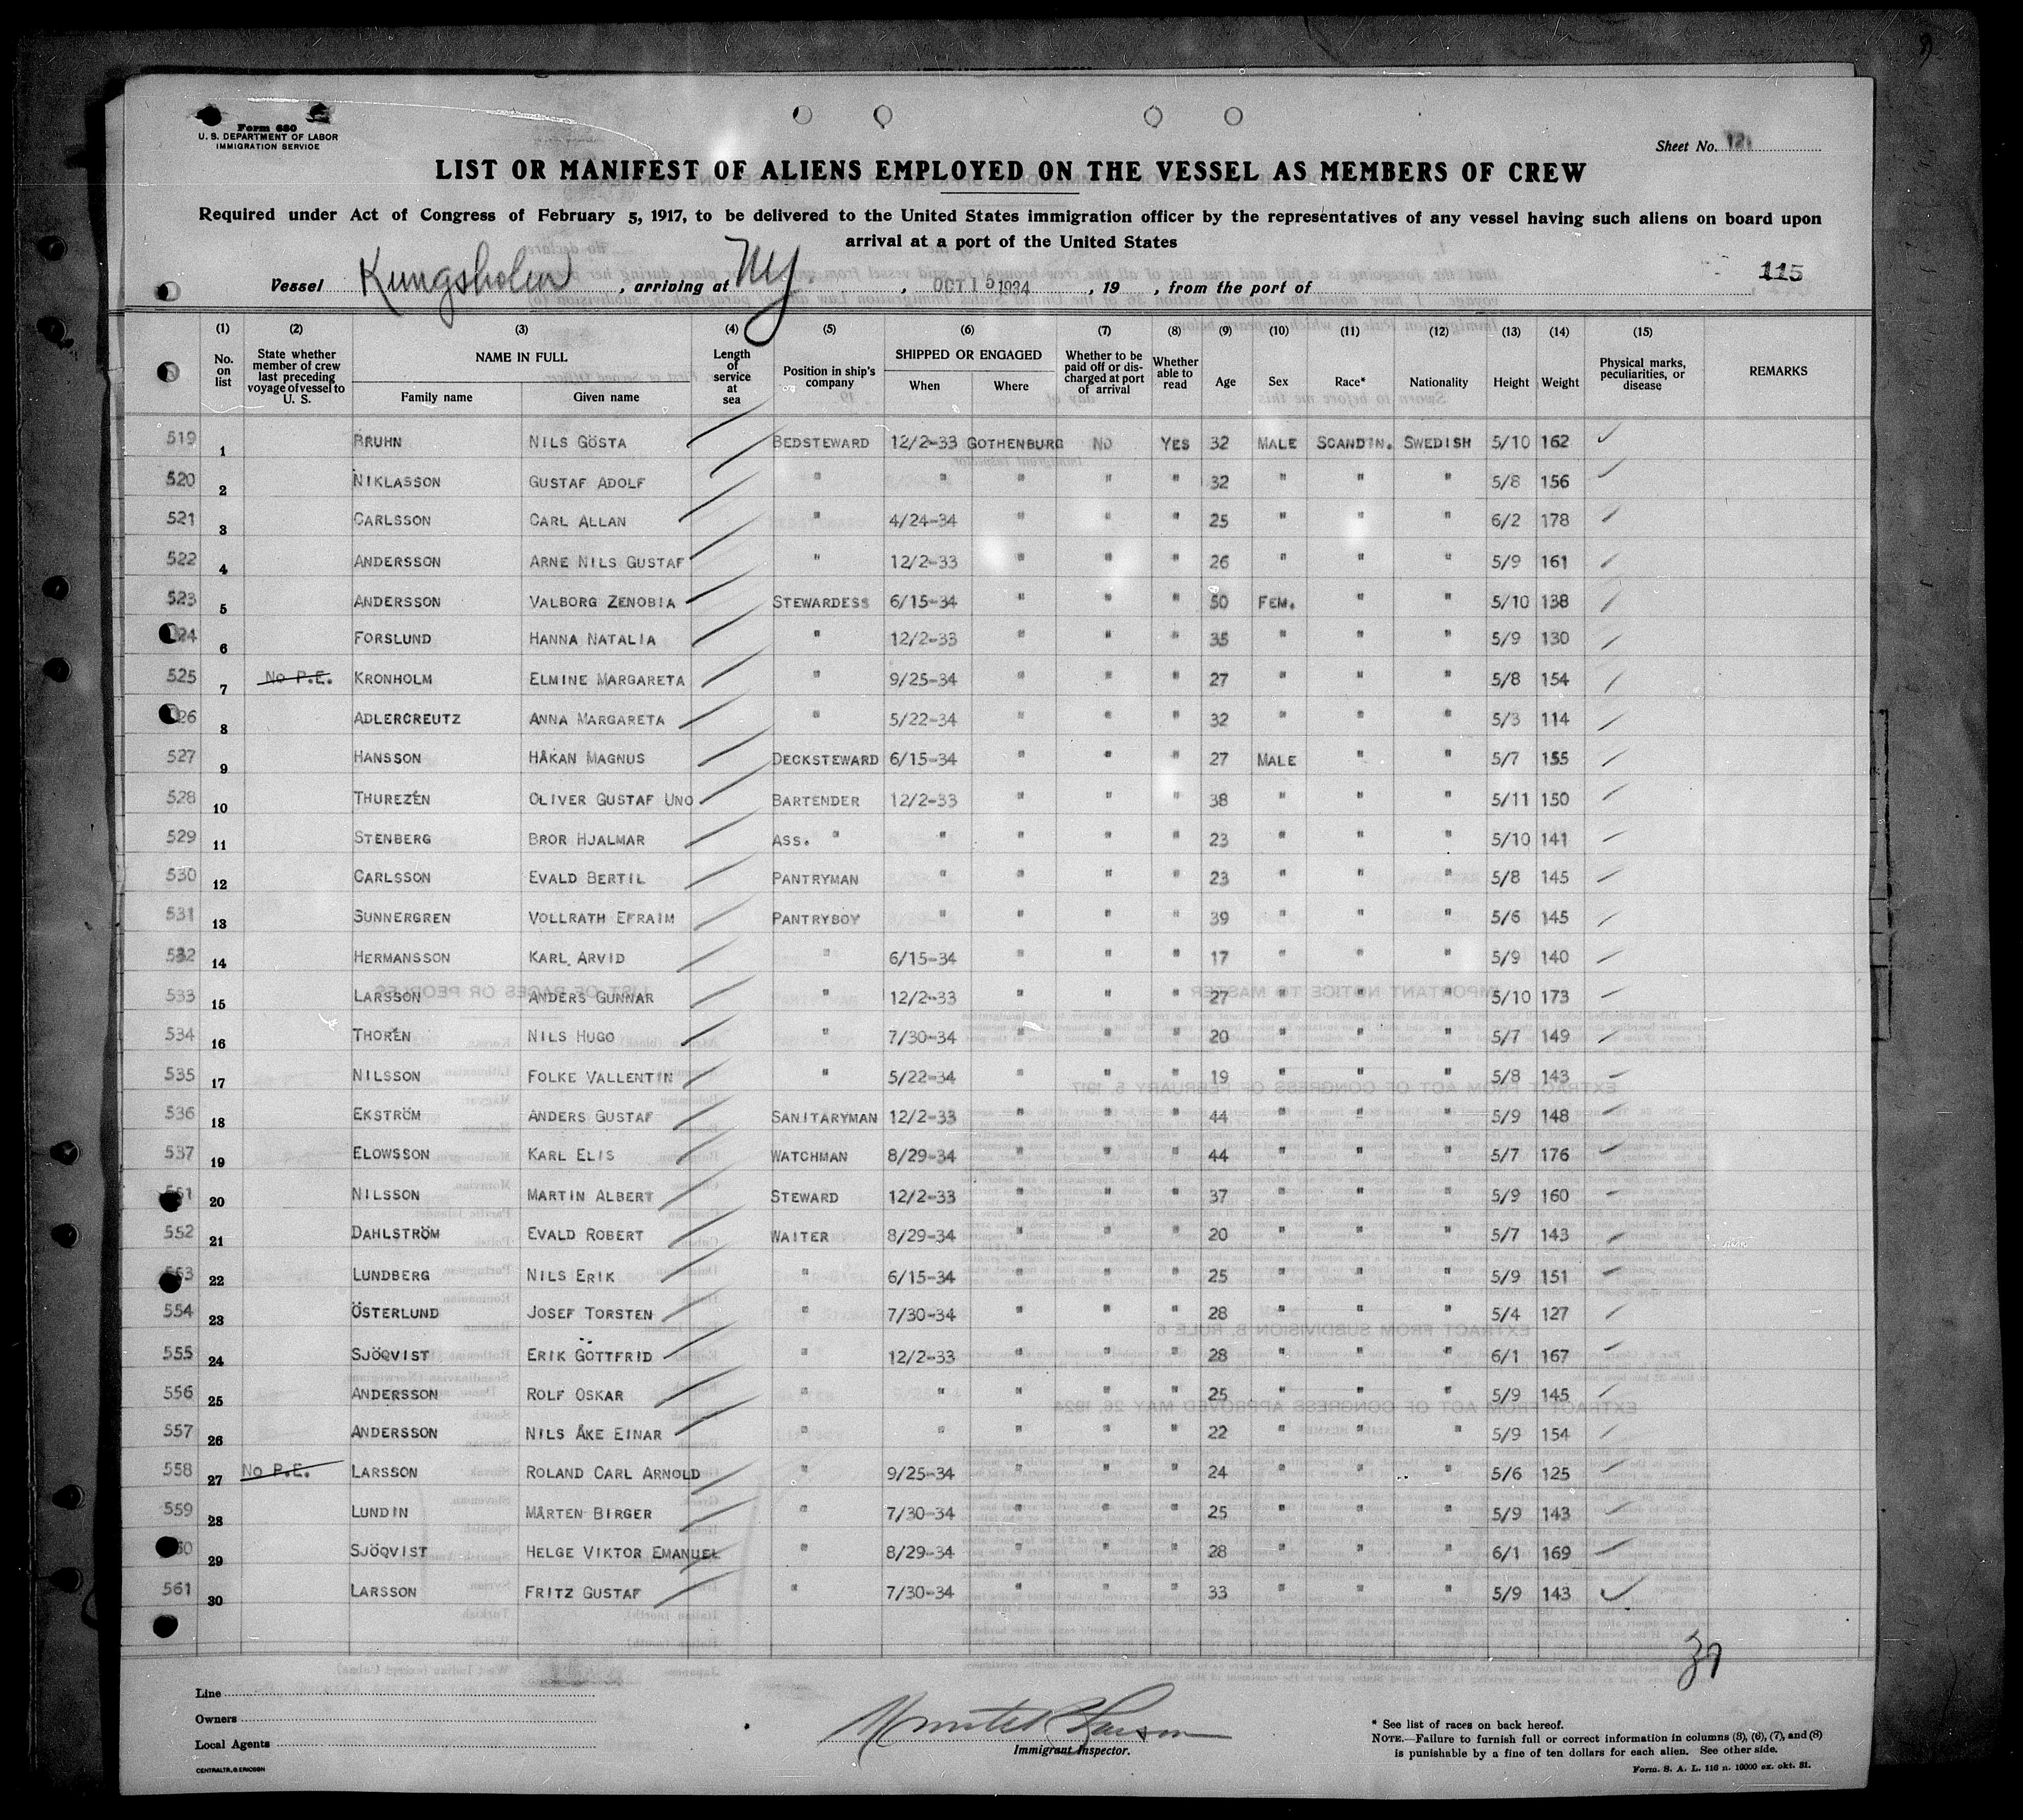 Form 680
U. S. DEPARTMENT OF LABOR
IMMIGRATION SERVICE
Sheet No.
LIST OR MANIFEST OF ALIENS EMPLOYED ON THE VESSEL AS MEMBERS OF CREW
Required under Act of Congress of February 5, 1917, to be delivered to the United States immigration officer by the representatives of any vessel having such aliens on board upon
arrival at a port of the United States
115
Vessel Kungsholm, arriving at NY, OCT 15 1934, 19 , from the port of
(1) (2) (3) (4) (5) (6) (7) (8) (9) (10) (11) (12) (13) (14) (15)
No. on list | State whether member of crew last preceding voyage of vessel to U. S. | NAME IN FULL Family name Given name | Length of service at sea | Position in ship's company | SHIPPED OR ENGAGED When Where | Whether to be paid off or discharged at port of arrival | Whether able to read | Age | Sex | Race* | Nationality | Height | Weight | Physical marks, peculiarities, or disease | REMARKS
519 1 BRUHN NILS GÖSTA BEDSTEWARD 12/2-33 GOTHENBURG NO YES 32 MALE SCANDIN. SWEDISH 5/10 162
520 2 NIKLASSON GUSTAF ADOLF " " " " " 32 " " " 5/8 156
521 3 CARLSSON CARL ALLAN " 4/24-34 " " " 25 " " " 6/2 178
522 4 ANDERSSON ARNE NILS GUSTAF " 12/2-33 " " " 26 " " " 5/9 161
523 5 ANDERSSON VALBORG ZENOBIA STEWARDESS 6/15-34 " " " 50 FEM. " " 5/10 138
24 6 FORSLUND HANNA NATALIA " 12/2-33 " " " 35 " " " 5/9 130
525 7 No P.E. KRONHOLM ELMINE MARGARETA " 9/25-34 " " " 27 " " " 5/8 154
26 8 ADLERCREUTZ ANNA MARGARETA " 5/22-34 " " " 32 " " " 5/3 114
527 9 HANSSON HÅKAN MAGNUS DECKSTEWARD 6/15-34 " " " 27 MALE " " 5/7 155
528 10 THUREZÉN OLIVER GUSTAF UNO BARTENDER 12/2-33 " " " 38 " " " 5/11 150
529 11 STENBERG BROR HJALMAR ASS. " " " " " 23 " " " 5/10 141
530 12 CARLSSON EVALD BERTIL PANTRYMAN " " " " 23 " " " 5/8 145
531 13 SUNNERGREN VOLLRATH EFRAIM PANTRYBOY " " " " 39 " " " 5/6 145
532 14 HERMANSSON KARL ARVID " 6/15-34 " " " 17 " " " 5/9 140
533 15 LARSSON ANDERS GUNNAR " 12/2-33 " " " 27 " " " 5/10 173
534 16 THORÉN NILS HUGO " 7/30-34 " " " 20 " " " 5/7 149
535 17 NILSSON FOLKE VALLENTIN " 5/22-34 " " " 19 " " " 5/8 143
536 18 EKSTRÖM ANDERS GUSTAF SANITARYMAN 12/2-33 " " " 44 " " " 5/9 148
537 19 ELOWSSON KARL ELIS WATCHMAN 8/29-34 " " " 44 " " " 5/7 176
551 20 NILSSON MARTIN ALBERT STEWARD 12/2-33 " " " 37 " " " 5/9 160
552 21 DAHLSTRÖM EVALD ROBERT WAITER 8/29-34 " " " 20 " " " 5/7 143
553 22 LUNDBERG NILS ERIK " 6/15-34 " " " 25 " " " 5/9 151
554 23 ÖSTERLUND JOSEF TORSTEN " 7/30-34 " " " 28 " " " 5/4 127
555 24 SJÖQVIST ERIK GOTTFRID " 12/2-33 " " " 28 " " " 6/1 167
556 25 ANDERSSON ROLF OSKAR " " " " " 25 " " " 5/9 145
557 26 ANDERSSON NILS ÅKE EINAR " " " " " 22 " " " 5/9 154
558 27 No P.E. LARSSON ROLAND CARL ARNOLD " 9/25-34 " " " 24 " " " 5/6 125
559 28 LUNDIN MÅRTEN BIRGER " 7/30-34 " " " 25 " " " 5/9 143
60 29 SJÖQVIST HELGE VIKTOR EMANUEL " 8/29-34 " " " 28 " " " 6/1 169
561 30 LARSSON FRITZ GUSTAF " 7/30-34 " " " 33 " " " 5/9 143
Line
Owners
Local Agents
CENTRALTR., G. ERICSON
Immigrant Inspector.
* See list of races on back hereof.
NOTE.—Failure to furnish full or correct information in columns (3), (6), (7), and (8)
is punishable by a fine of ten dollars for each alien. See other side.
Form. S. A. L. 116 n. 10000 ex. okt. 31.